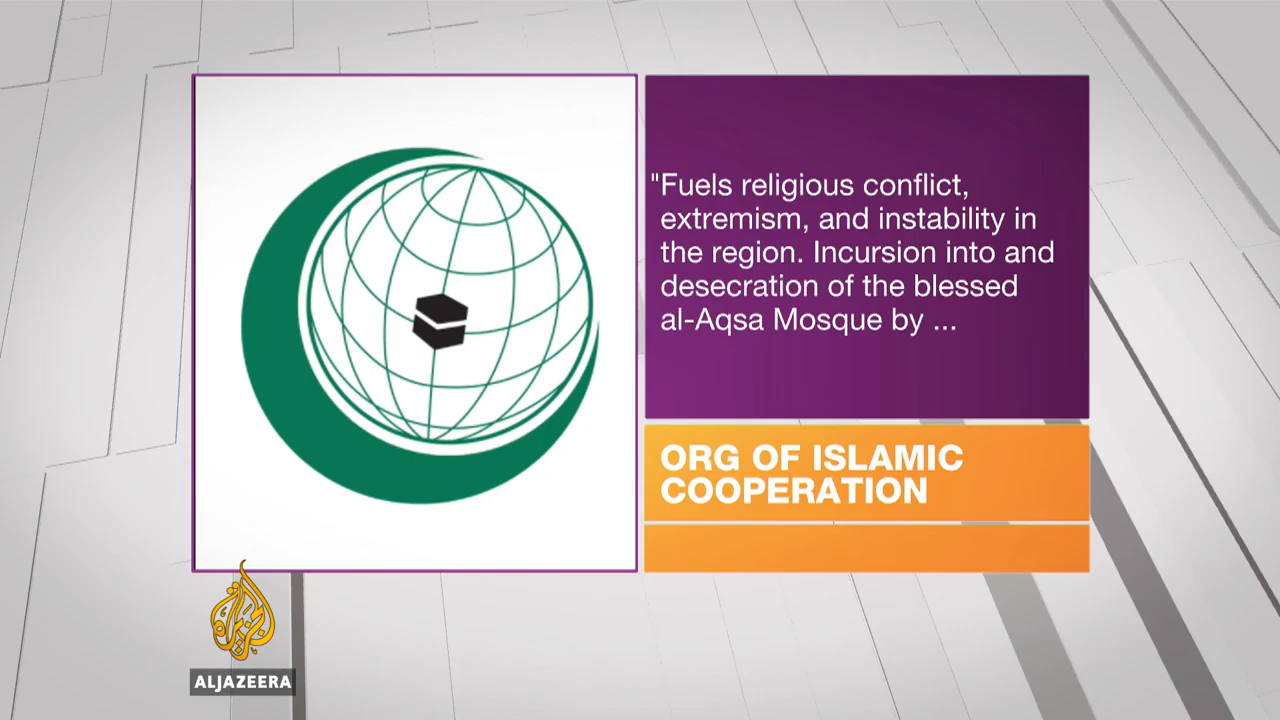 "Fuels religious conflict,
extremism, and instability in
the region. Incursion into and
desecration of the blessed
al-Aqsa Mosque by ...
ORG OF ISLAMIC
COOPERATION
الجزيرة
ALJAZEERA